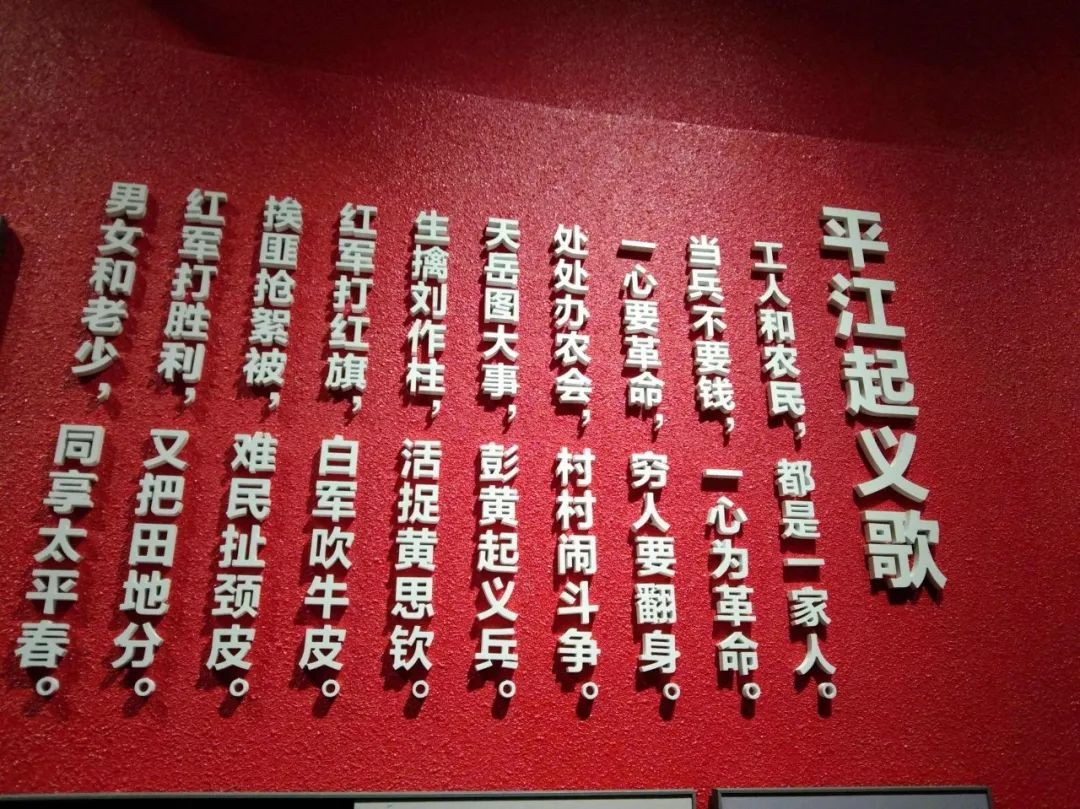 平江起义歌
工人和农民，都是一家人。
当兵不要钱，一心为革命。
一心要革命，穷人要翻身。
处处办农会，村村闹斗争。
天岳图大事，彭黄起义兵。
生擒刘作柱，活捉黄思钦。
红军打红旗，白军吹牛皮。
挨匪抢絮被，难民扯颈皮。
红军打胜利，又把田地分。
男女和老少，同享太平春。